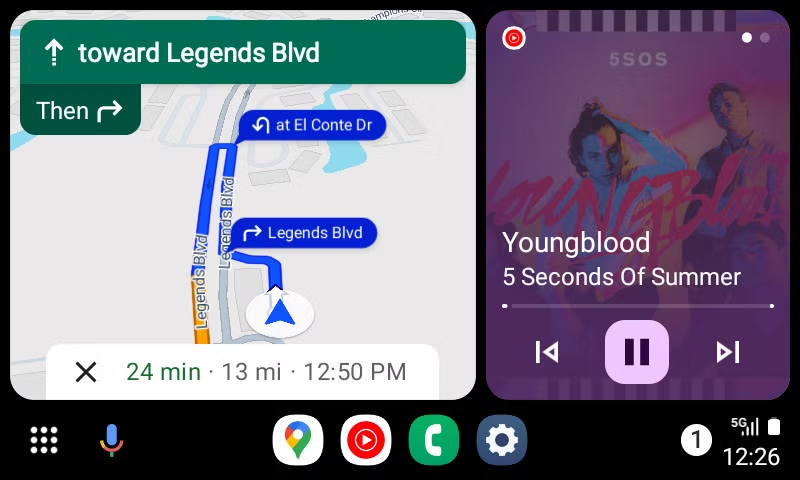 toward Legends Blvd
Then
at El Conte Dr
Legends Blvd
Legends Blvd
Legends Blvd
24 min · 13 mi · 12:50 PM
5SOS
YOUNGBlood
Youngblood
5 Seconds Of Summer
1
5G
12:26